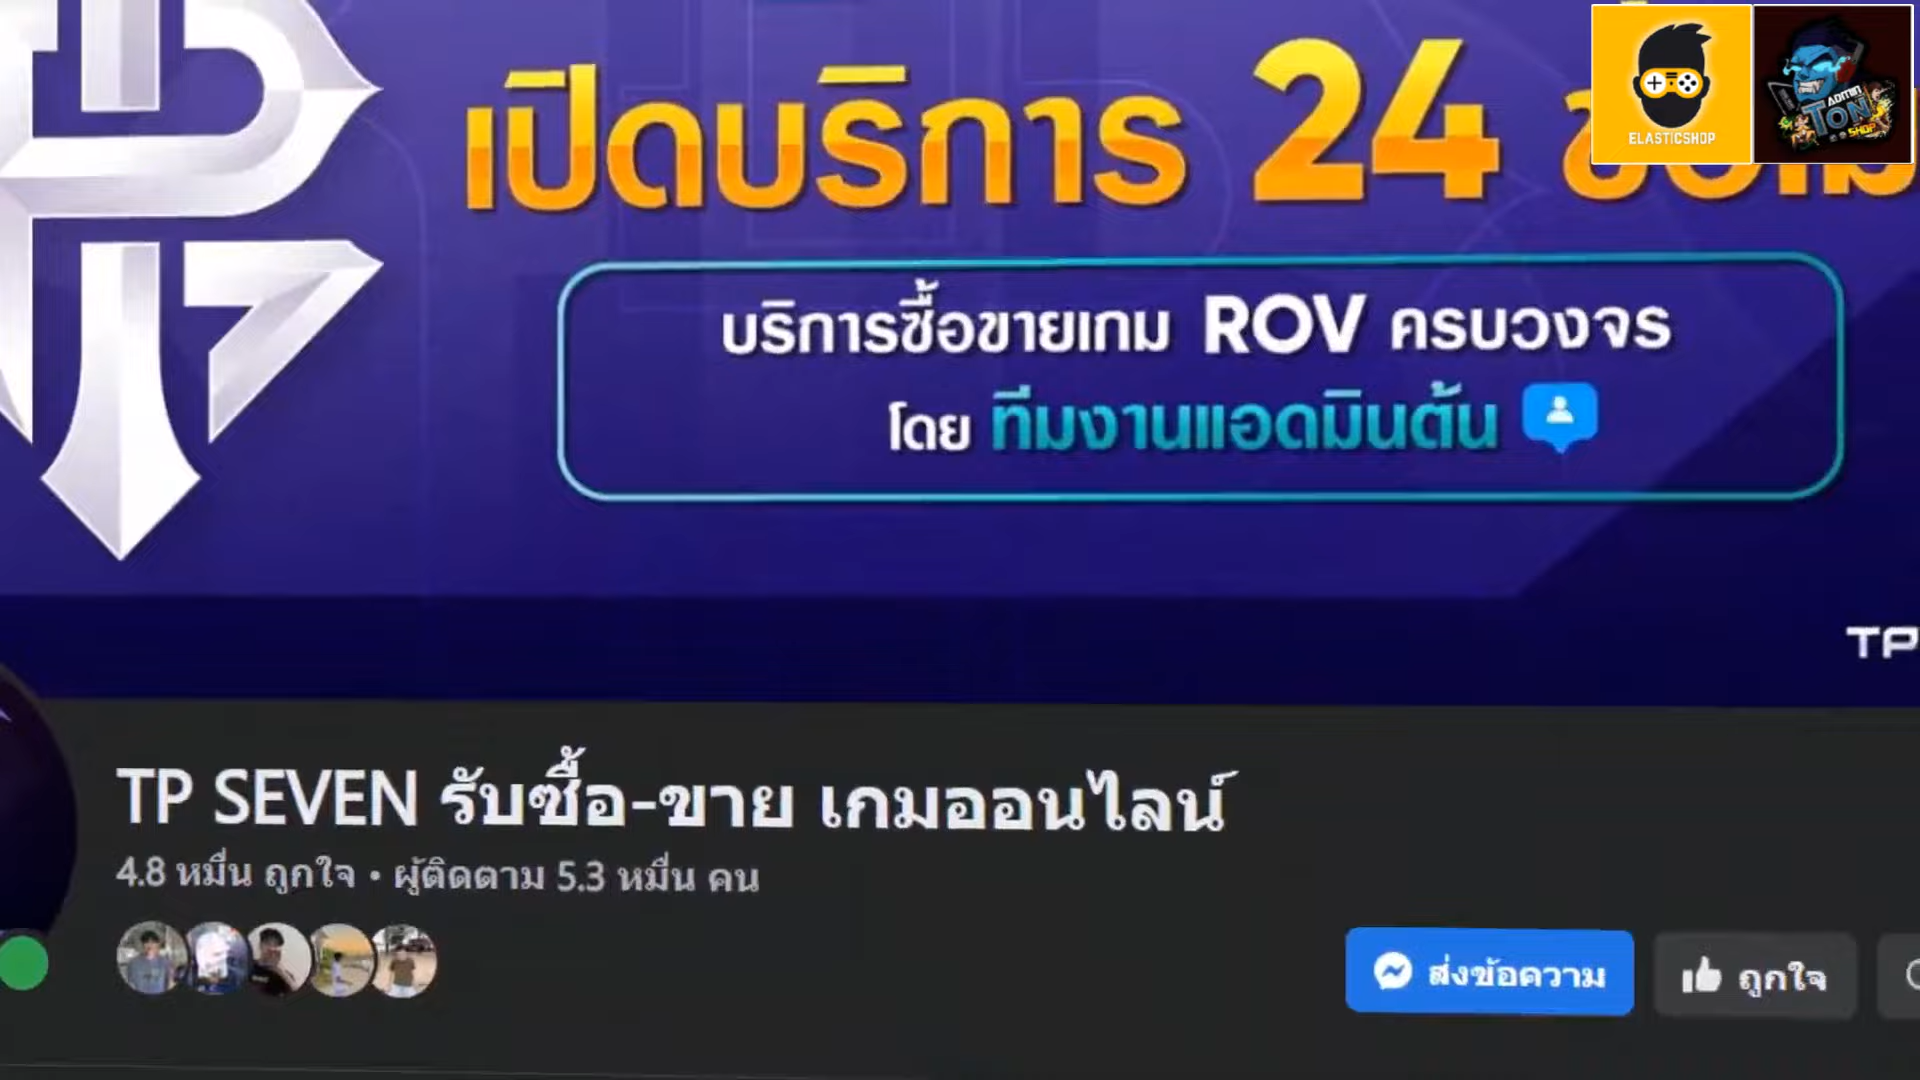 เปิดบริการ 24
ELASTICSHOP
ADMIN
TON
SHOP
บริการซื้อขายเกม ROV ครบวงจร
โดย ทีมงานแอดมินต้น
TP
TP SEVEN รับซื้อ-ขาย เกมออนไลน์
4.8 หมื่น ถูกใจ • ผู้ติดตาม 5.3 หมื่น คน
ส่งข้อความ
ถูกใจ